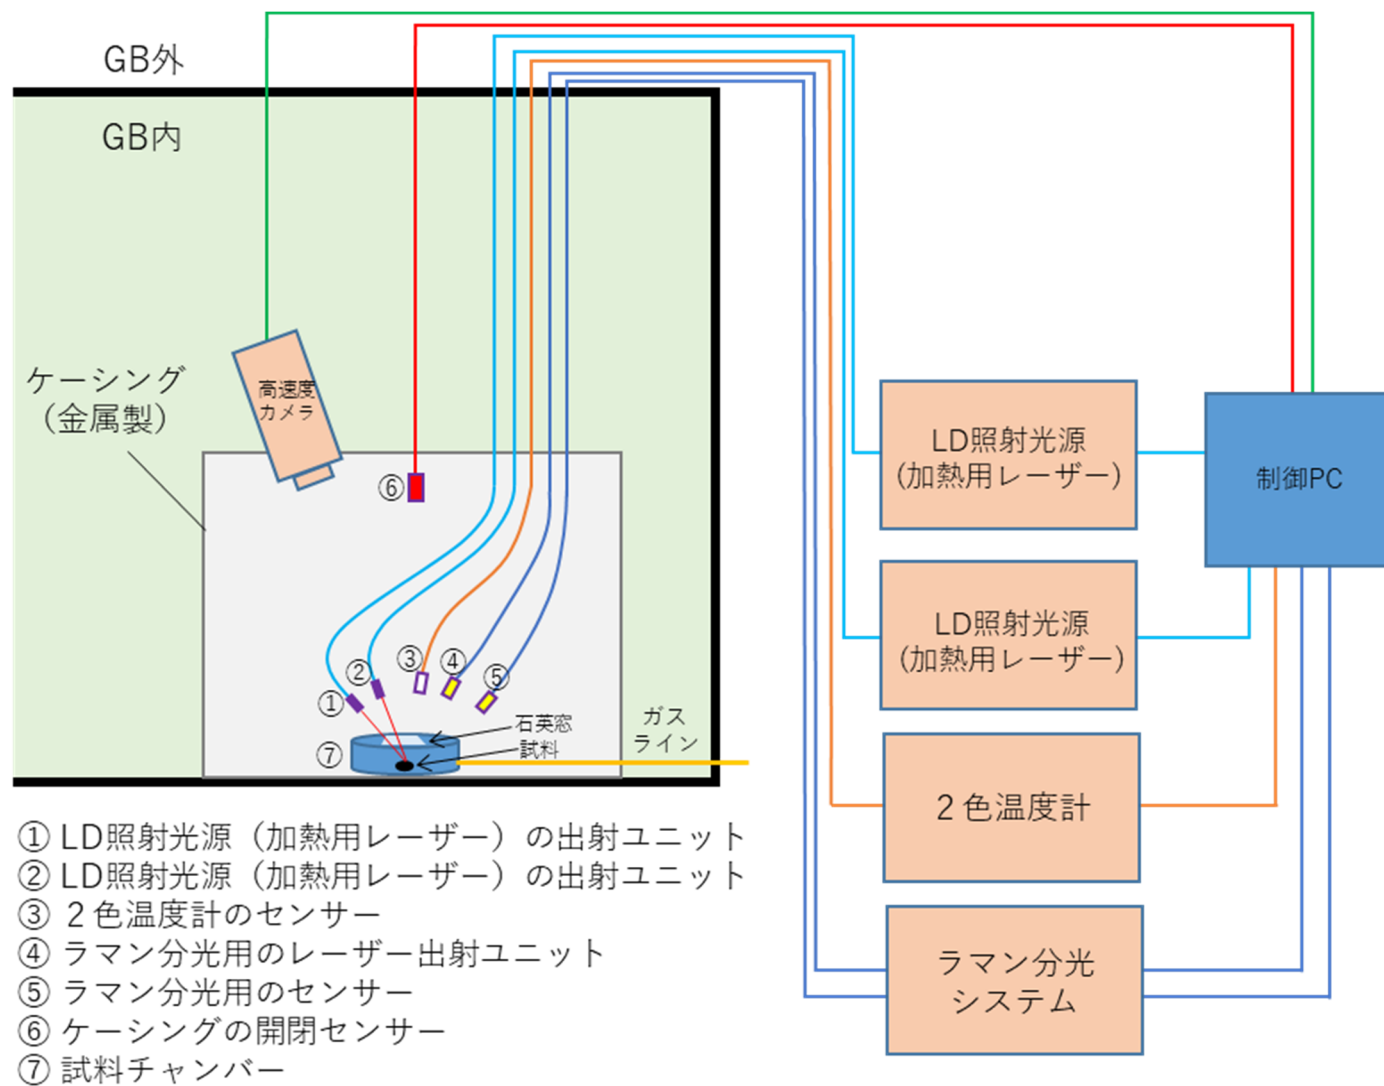 GB外
GB内
ケーシング
（金属製）
高速度
カメラ
⑥
LD照射光源
(加熱用レーザー)
制御PC
LD照射光源
(加熱用レーザー)
①
②
③
④
⑤
⑦
石英窓
試料
ガス
ライン
２色温度計
ラマン分光
システム
① LD照射光源（加熱用レーザー）の出射ユニット
② LD照射光源（加熱用レーザー）の出射ユニット
③ ２色温度計のセンサー
④ ラマン分光用のレーザー出射ユニット
⑤ ラマン分光用のセンサー
⑥ ケーシングの開閉センサー
⑦ 試料チャンバー